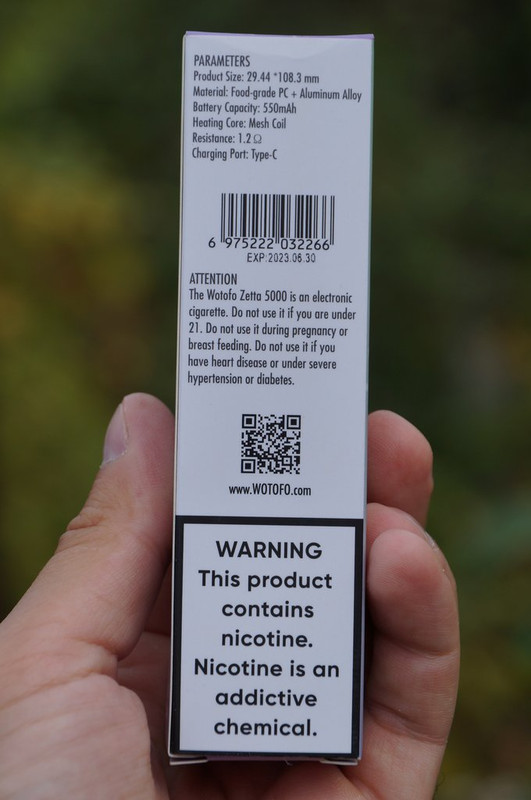 PARAMETERS
Product Size: 29.44 *108.3 mm
Material: Food-grade PC + Aluminum Alloy
Battery Capacity: 550mAh
Heating Core: Mesh Coil
Resistance: 1.2 Ω
Charging Port: Type-C
6 975222 032266
EXP:2023.06.30
ATTENTION
The Wotofo Zetta 5000 is an electronic
cigarette. Do not use it if you are under
21. Do not use it during pregnancy or
breast feeding. Do not use it if you
have heart disease or under severe
hypertension or diabetes.
www.WOTOFO.com
WARNING
This product
contains
nicotine.
Nicotine is an
addictive
chemical.